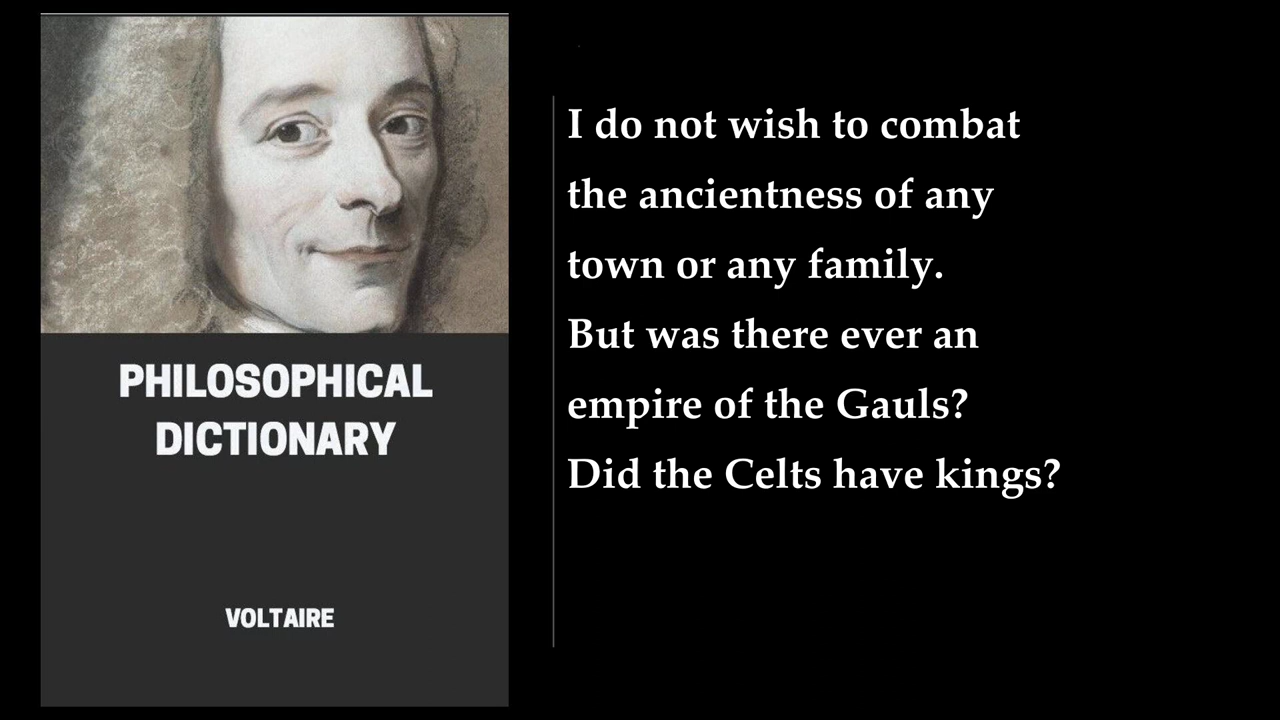 PHILOSOPHICAL
DICTIONARY
VOLTAIRE
I do not wish to combat
the ancientness of any
town or any family.
But was there ever an
empire of the Gauls?
Did the Celts have kings?